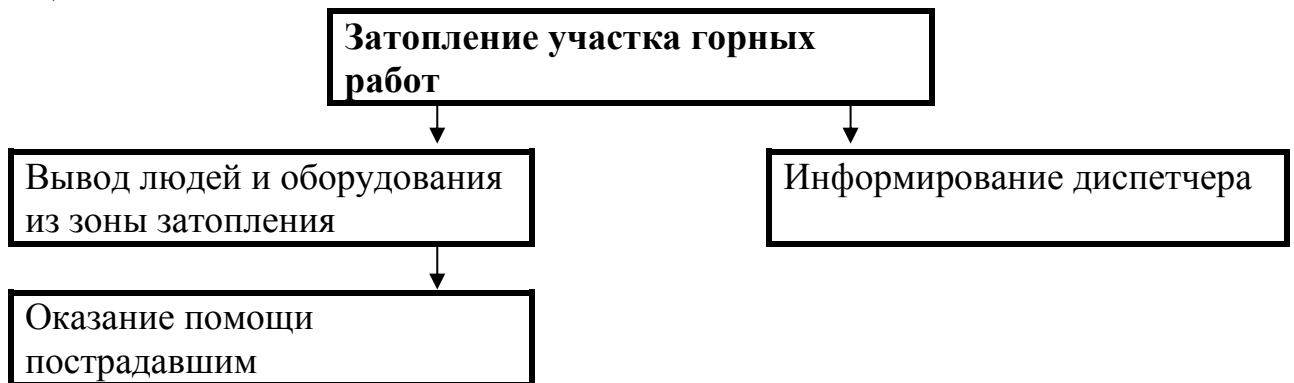 Затопление участка горных
работ
Вывод людей и оборудования
из зоны затопления
Информирование диспетчера
Оказание помощи
пострадавшим